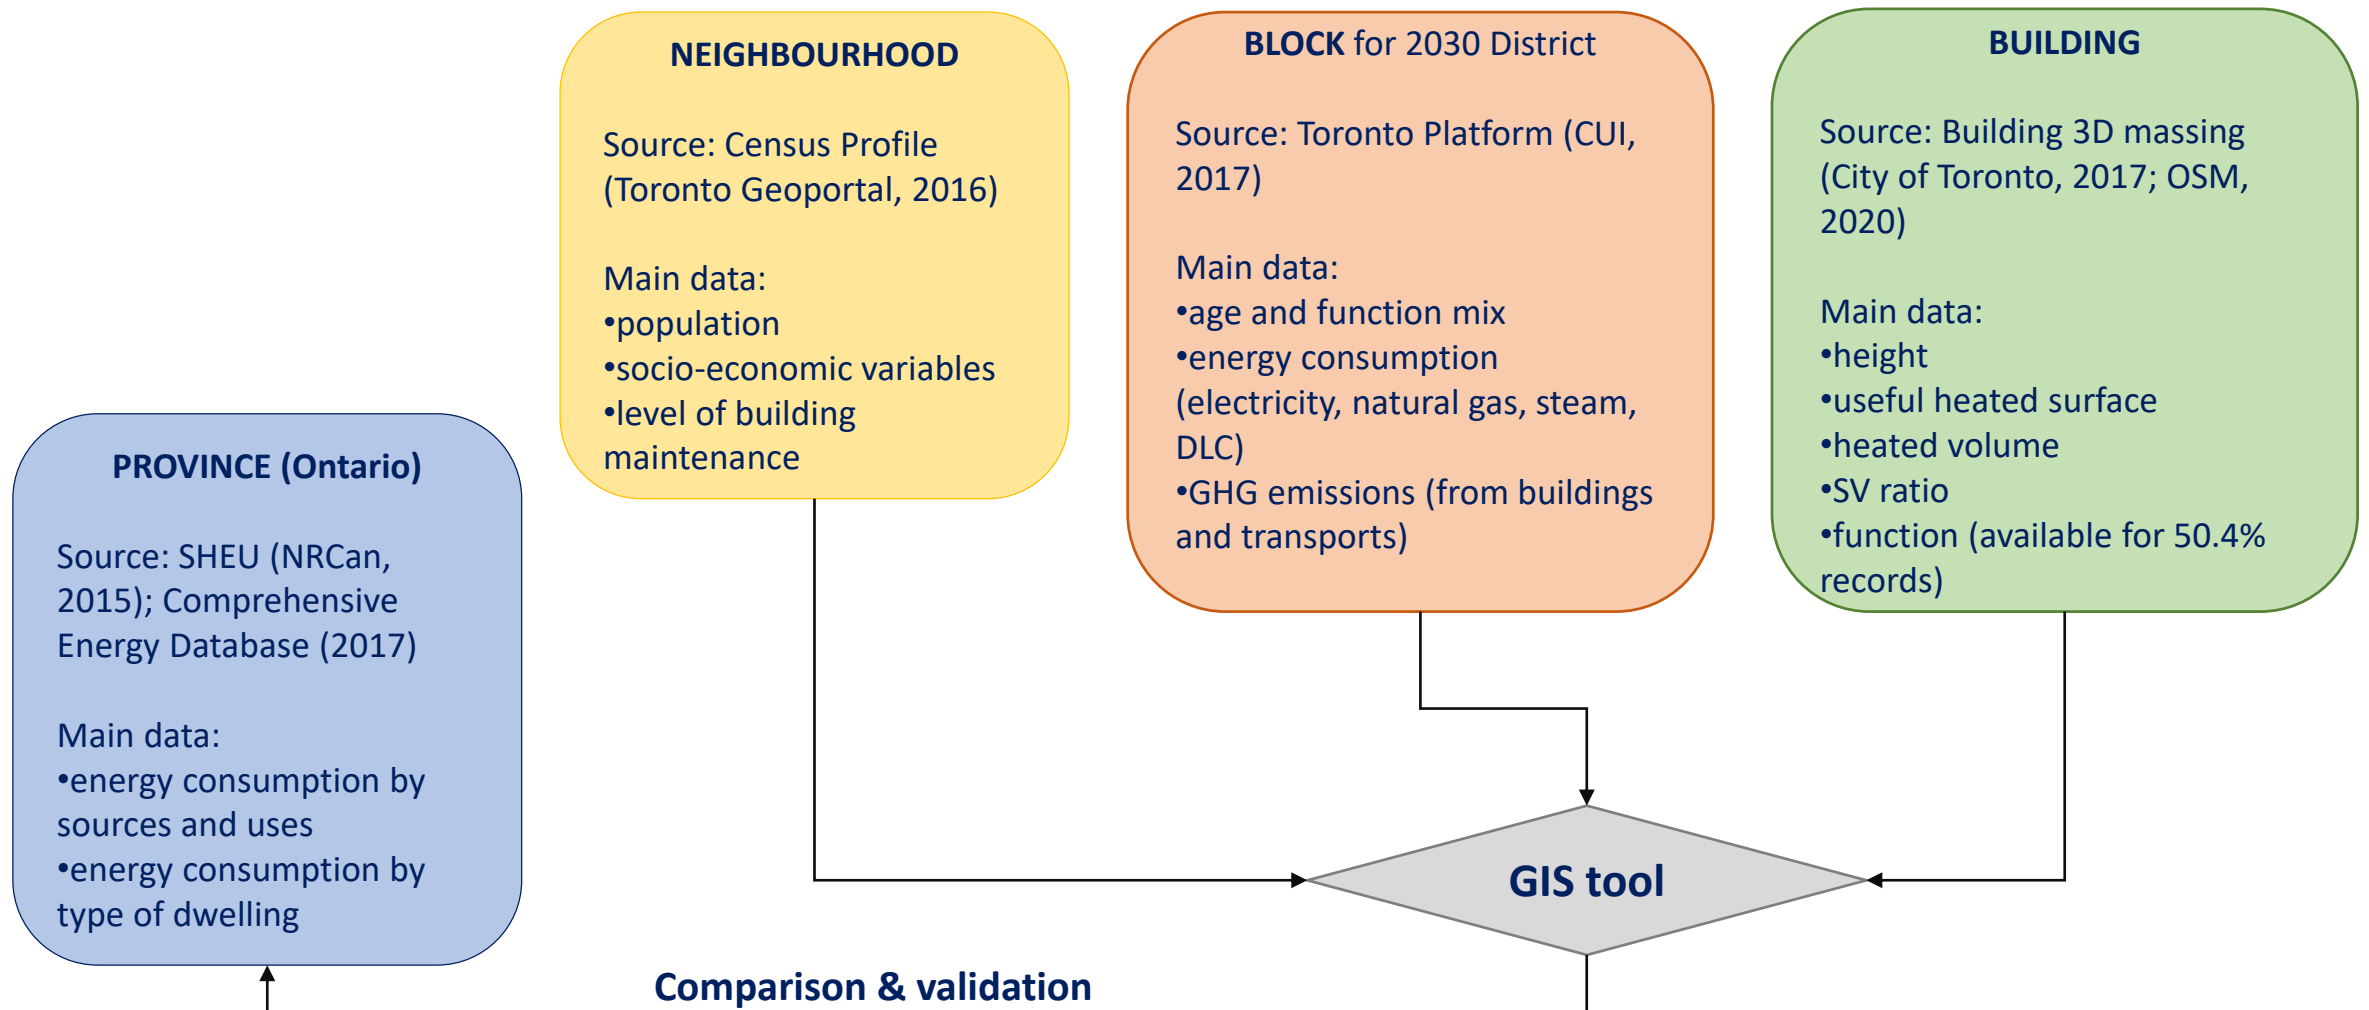 NEIGHBOURHOOD
Source: Census Profile
(Toronto Geoportal, 2016)
Main data:
•population
•socio-economic variables
•level of building
maintenance
BLOCK for 2030 District
Source: Toronto Platform (CUI,
2017)
Main data:
•age and function mix
•energy consumption
(electricity, natural gas, steam,
DLC)
•GHG emissions (from buildings
and transports)
BUILDING
Source: Building 3D massing
(City of Toronto, 2017; OSM,
2020)
Main data:
•height
•useful heated surface
•heated volume
•SV ratio
•function (available for 50.4%
records)
PROVINCE (Ontario)
Source: SHEU (NRCan,
2015); Comprehensive
Energy Database (2017)
Main data:
•energy consumption by
sources and uses
•energy consumption by
type of dwelling
GIS tool
Comparison & validation